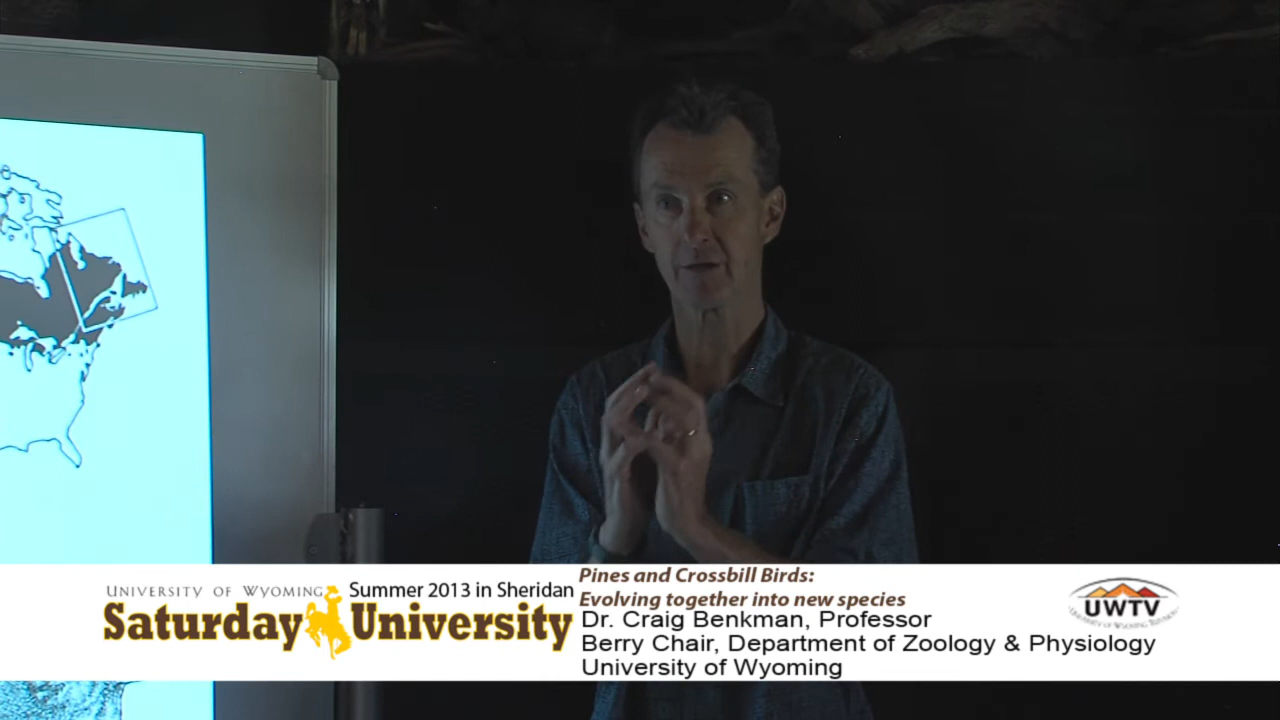 UNIVERSITY OF WYOMING
Summer 2013 in Sheridan
Saturday University
Pines and Crossbill Birds:
Evolving together into new species
Dr. Craig Benkman, Professor
Berry Chair, Department of Zoology & Physiology
University of Wyoming
UWTV